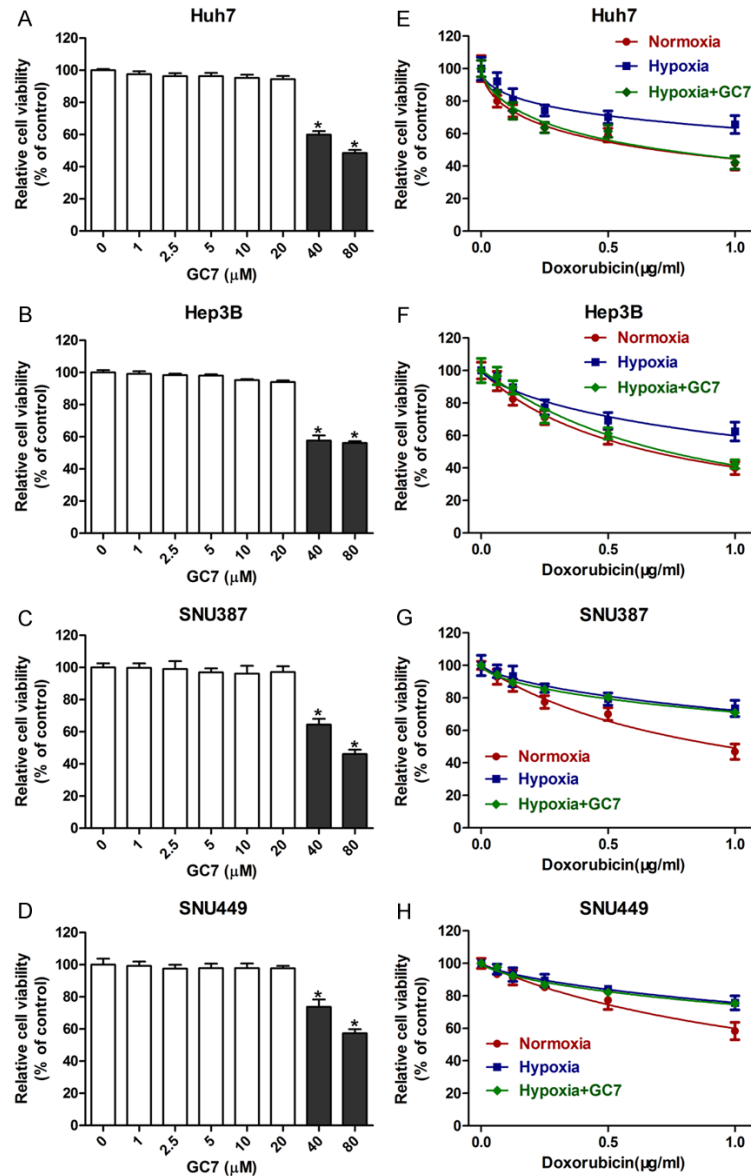 A
Huh7
Relative cell viability
(% of control)
120
100
80
60
40
20
0
*
*
0 1 2.5 5 10 20 40 80
GC7 (μM)
E
Huh7
Relative cell viability
(% of control)
120
100
80
60
40
20
0
Normoxia
Hypoxia
Hypoxia+GC7
0.0 0.5 1.0
Doxorubicin(μg/ml)
B
Hep3B
Relative cell viability
(% of control)
120
100
80
60
40
20
0
*
*
0 1 2.5 5 10 20 40 80
GC7 (μM)
F
Hep3B
Relative cell viability
(% of control)
120
100
80
60
40
20
0
Normoxia
Hypoxia
Hypoxia+GC7
0.0 0.5 1.0
Doxorubicin(μg/ml)
C
SNU387
Relative cell viability
(% of control)
120
100
80
60
40
20
0
*
*
0 1 2.5 5 10 20 40 80
GC7 (μM)
G
SNU387
Relative cell viability
(% of control)
120
100
80
60
40
20
0
Normoxia
Hypoxia
Hypoxia+GC7
0.0 0.5 1.0
Doxorubicin(μg/ml)
D
SNU449
Relative cell viability
(% of control)
120
100
80
60
40
20
0
*
*
0 1 2.5 5 10 20 40 80
GC7 (μM)
H
SNU449
Relative cell viability
(% of control)
120
100
80
60
40
20
0
Normoxia
Hypoxia
Hypoxia+GC7
0.0 0.5 1.0
Doxorubicin(μg/ml)